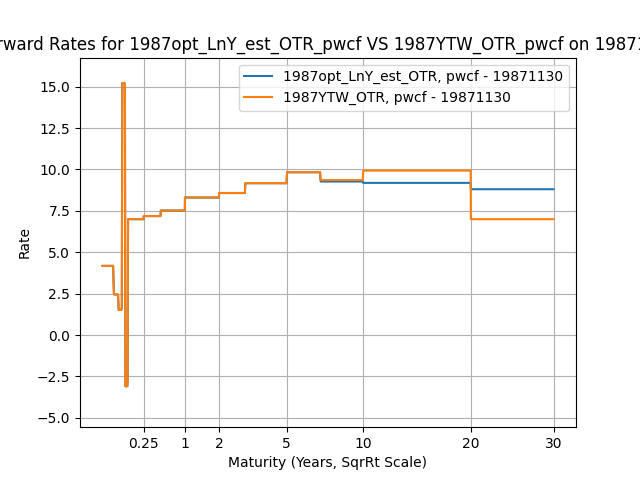 rward Rates for 1987opt_LnY_est_OTR_pwcf VS 1987YTW_OTR_pwcf on 19871
1987opt_LnY_est_OTR, pwcf - 19871130
1987YTW_OTR, pwcf - 19871130
Rate
15.0
12.5
10.0
7.5
5.0
2.5
0.0
−2.5
−5.0
0.25 1 2 5 10 20 30
Maturity (Years, SqrRt Scale)